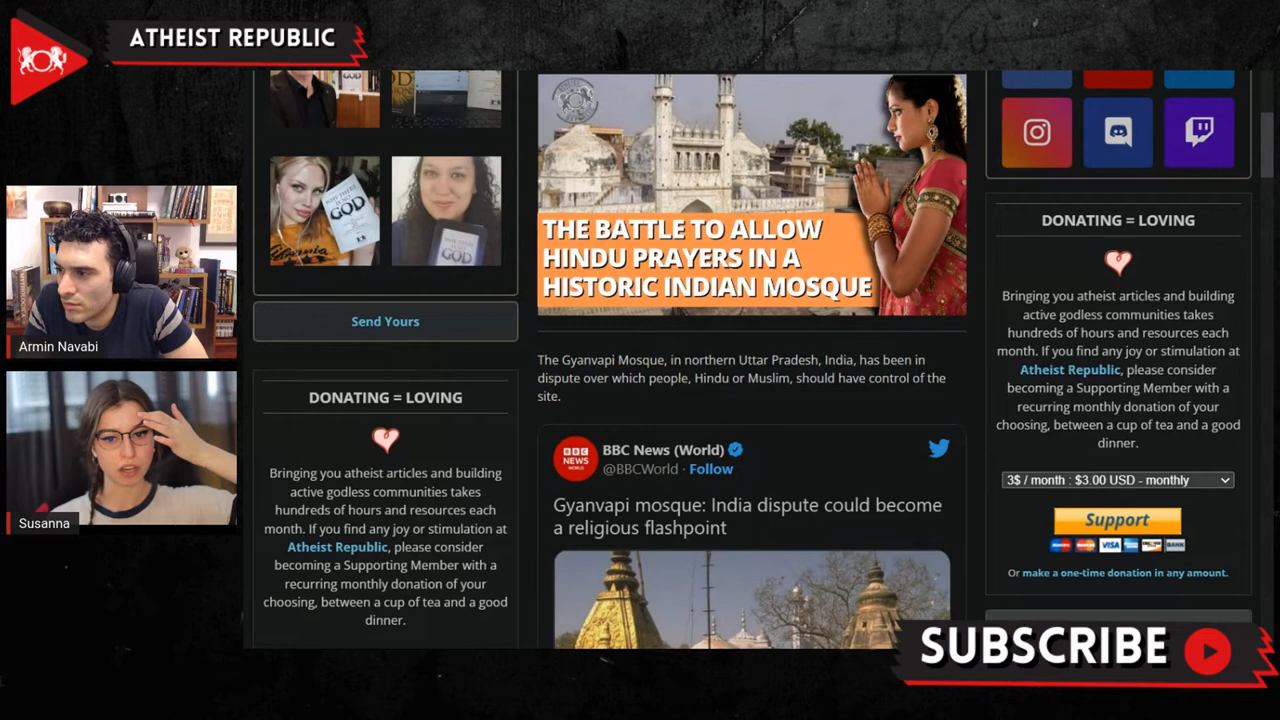 ATHEIST REPUBLIC
Armin Navabi
Susanna
GOD
GOD
Send Yours
DONATING = LOVING
Bringing you atheist articles and building
active godless communities takes
hundreds of hours and resources each
month. If you find any joy or stimulation at
Atheist Republic, please consider
becoming a Supporting Member with a
recurring monthly donation of your
choosing, between a cup of tea and a good
dinner.
THE BATTLE TO ALLOW
HINDU PRAYERS IN A
HISTORIC INDIAN MOSQUE
The Gyanvapi Mosque, in northern Uttar Pradesh, India, has been in
dispute over which people, Hindu or Muslim, should have control of the
site.
BBC
NEWS
WORLD
BBC News (World)
@BBCWorld · Follow
Gyanvapi mosque: India dispute could become
a religious flashpoint
DONATING = LOVING
Bringing you atheist articles and building
active godless communities takes
hundreds of hours and resources each
month. If you find any joy or stimulation at
Atheist Republic, please consider
becoming a Supporting Member with a
recurring monthly donation of your
choosing, between a cup of tea and a good
dinner.
3$ / month : $3.00 USD - monthly
Support
VISA
BANK
Or make a one-time donation in any amount.
SUBSCRIBE